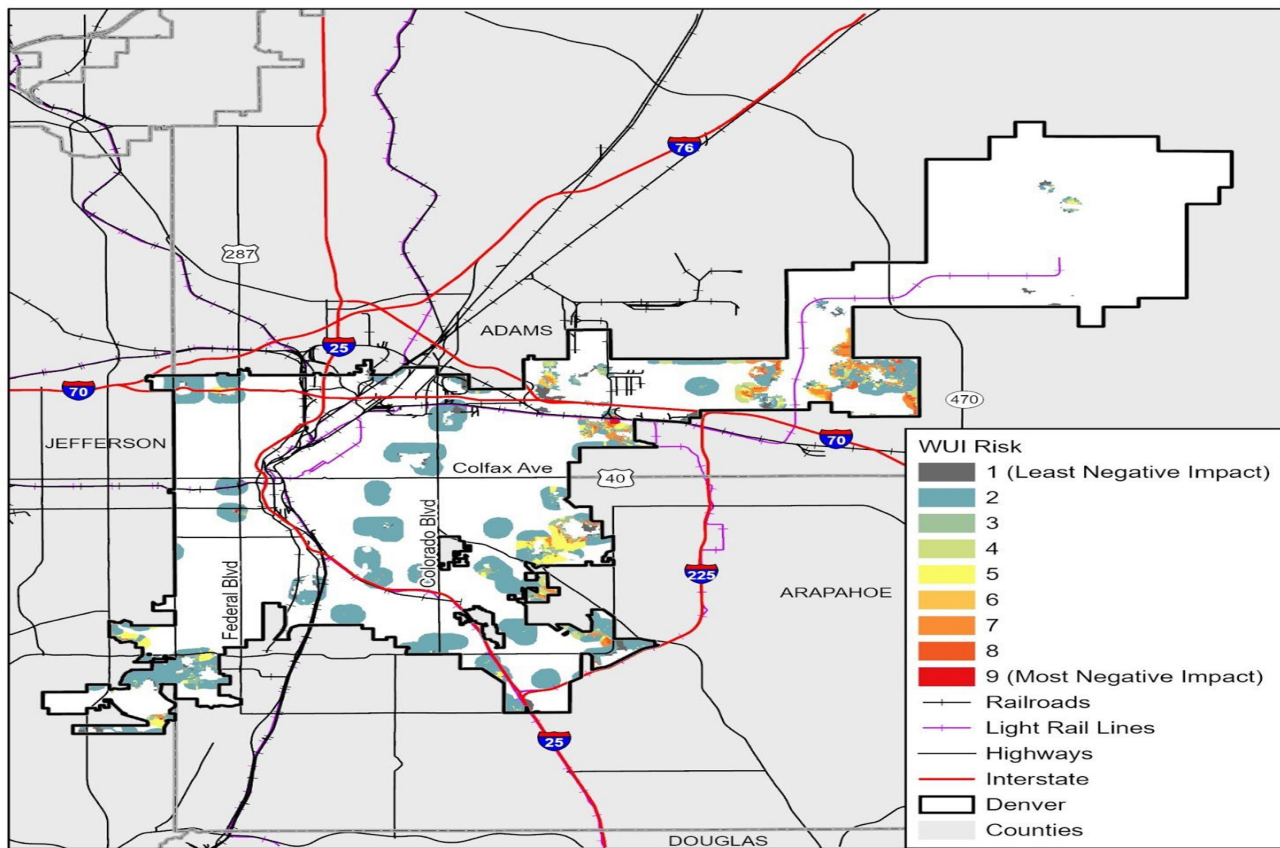 76
287
ADAMS
25
70
470
JEFFERSON
70
Colfax Ave
40
Federal Blvd
Colorado Blvd
225
ARAPAHOE
25
DOUGLAS
WUI Risk
1 (Least Negative Impact)
2
3
4
5
6
7
8
9 (Most Negative Impact)
Railroads
Light Rail Lines
Highways
Interstate
Denver
Counties